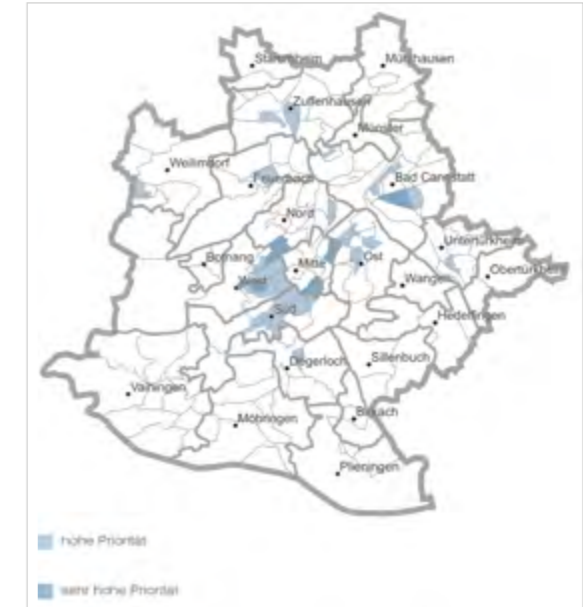 Stammheim
Mühlhausen
Zuffenhausen
Münster
Weilimdorf
Feuerbach
Bad Cannstatt
Nord
Untertürkheim
Botnang
Mitte
Ost
Obertürkheim
West
Wangen
Süd
Hedelfingen
Degerloch
Sillenbuch
Vaihingen
Möhringen
Birkach
Plieningen
hohe Priorität
sehr hohe Priorität